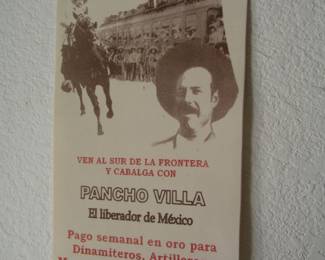 VEN AL SUR DE LA FRONTERA
Y CABALGA CON
PANCHO VILLA
El liberador de México
Pago semanal en oro para
Dinamiteros,